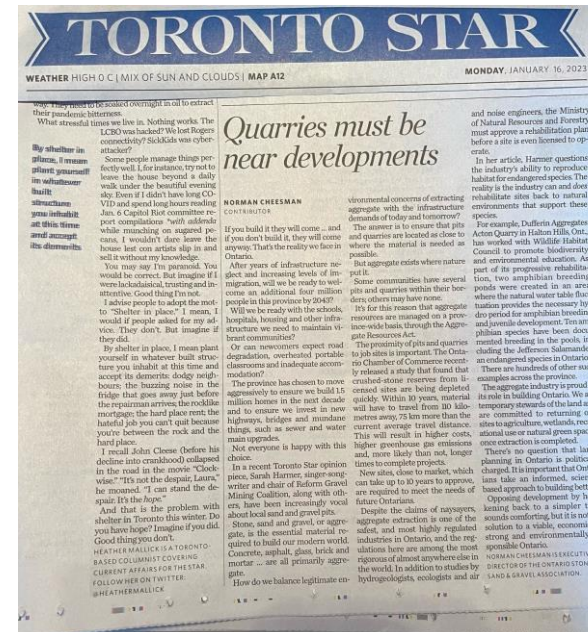 TORONTO STAR
WEATHER HIGH 0 C | MIX OF SUN AND CLOUDS | MAP A12
MONDAY, JANUARY 16, 2023
way. They need to be soaked overnight in oil to extract
their pandemic bitterness.
What stressful times we live in. Nothing works. The
LCBO was hacked? We lost Rogers
connectivity? SickKids was cyber-
attacker?
Some people manage things per-
fectly well. I, for instance, try not to
leave the house beyond a daily
walk under the beautiful evening
sky. Even if I didn't have long CO-
VID and spend long hours reading
Jan. 6 Capitol Riot committee re-
port compilations "with addenda"
while munching on sugared pe-
cans, I wouldn't dare leave the
house lest con artists slip in and
sell it without my knowledge.
You may say I'm paranoid. You
would be correct. But imagine if I
were lackadaisical, trusting and in-
attentive. Good thing I'm not.
I advise people to adopt the mot-
to "Shelter in place." I mean, I
would if people asked for my ad-
vice. They don't. But imagine if
they did.
By shelter in place, I mean plant
yourself in whatever built struc-
ture you inhabit at this time and
accept its demerits: dodgy neigh-
bours; the buzzing noise in the
fridge that goes away just before
the repairman arrives; the rocklike
mortgage; the hard place rent; the
hateful job you can't quit because
you're between the rock and the
hard place.
I recall John Cleese (before his
decline into crankhood) collapsed
in the road in the movie "Clock-
wise." "It's not the despair, Laura,"
he moaned. "I can stand the de-
spair. It's the hope."
And that is the problem with
shelter in Toronto this winter. Do
you have hope? Imagine if you did.
Good thing you don't.
HEATHER MALLICK IS A TORONTO-
BASED COLUMNIST COVERING
CURRENT AFFAIRS FOR THE STAR.
FOLLOW HER ON TWITTER:
@HEATHERMALLICK
By shelter in
place, I mean
plant yourself
in whatever
built
structure
you inhabit
at this time
and accept
its demerits
Quarries must be
near developments
NORMAN CHEESMAN
CONTRIBUTOR
If you build it they will come ... and
if you don't build it, they will come
anyway. That's the reality we face in
Ontario.
After years of infrastructure ne-
glect and increasing levels of im-
migration, will we be ready to wel-
come an additional four million
people in this province by 2043?
Will we be ready with the schools,
hospitals, housing and other infra-
structure we need to maintain vi-
brant communities?
Or can newcomers expect road
degradation, overheated portable
classrooms and inadequate accom-
modation?
The province has chosen to move
aggressively to ensure we build 1.5
million homes in the next decade
and to ensure we invest in new
highways, bridges and mundane
things, such as sewer and water
main upgrades.
Not everyone is happy with this
choice.
In a recent Toronto Star opinion
piece, Sarah Harmer, singer-song-
writer and chair of Reform Gravel
Mining Coalition, along with oth-
ers, have been increasingly vocal
about local sand and gravel pits.
Stone, sand and gravel, or aggre-
gate, is the essential material re-
quired to build our modern world.
Concrete, asphalt, glass, brick and
mortar ... are all primarily aggre-
gate.
How do we balance legitimate en-
vironmental concerns of extracting
aggregate with the infrastructure
demands of today and tomorrow?
The answer is to ensure that pits
and quarries are located as close to
where the material is needed as
possible.
But aggregate exists where nature
put it.
Some communities have several
pits and quarries within their bor-
ders; others may have none.
It's for this reason that aggregate
resources are managed on a prov-
ince-wide basis, through the Aggre-
gate Resources Act.
The proximity of pits and quarries
to job sites is important. The Onta-
rio Chamber of Commerce recent-
ly released a study that found that
crushed-stone reserves from li-
censed sites are being depleted
quickly. Within 10 years, material
will have to travel from 110 kilo-
metres away, 75 km more than the
current average distance travel.
This will result in higher costs,
higher greenhouse gas emissions
and, more likely than not, longer
times to complete projects.
New sites, close to market, which
can take up to 10 years to approve,
are required to meet the needs of
future Ontarians.
Despite the claims of naysayers,
aggregate extraction is one of the
safest, and most highly regulated
industries in Ontario, and the reg-
ulations here are among the most
rigorous of almost anywhere else in
the world. In addition to studies by
hydrogeologists, ecologists and air
and noise engineers, the Ministry
of Natural Resources and Forestry
must approve a rehabilitation plan
before a site is even licensed to op-
erate.
In her article, Harmer questions
the industry's ability to reproduce
habitat for endangered species. The
reality is the industry can and does
rehabilitate sites back to natural
environments that support these
species.
For example, Dufferin Aggregates
Acton Quarry in Halton Hills, Ont.,
has worked with Wildlife Habitat
Council to promote biodiversity
and environmental education. As
part of its progressive rehabilita-
tion, two amphibian breeding
ponds were created in an area
where the natural water table fluc-
tuation provides the necessary hy-
dro period for amphibian breeding
and juvenile development. Ten am-
phibian species have been docu-
mented breeding in the pools, in-
cluding the Jefferson Salamander,
an endangered species in Ontario.
There are hundreds of other such
examples across the province.
The aggregate industry is proud
its role in building Ontario. We a
temporary stewards of the land a
are committed to returning o
sites to agriculture, wetlands, rec
ational use or natural green spac
once extraction is completed.
There's no question that lan
planning in Ontario is politic
charged. It is important that Ont
ians take an informed, scien
based approach to building bett
Opposing development by h
kening back to a simpler t
sounds comforting, but it is not
solution to a viable, econom
strong and environmentally
sponsible Ontario.
NORMAN CHEESMAN IS EXECUTIV
DIRECTOR OF THE ONTARIO STON
SAND & GRAVEL ASSOCIATION.